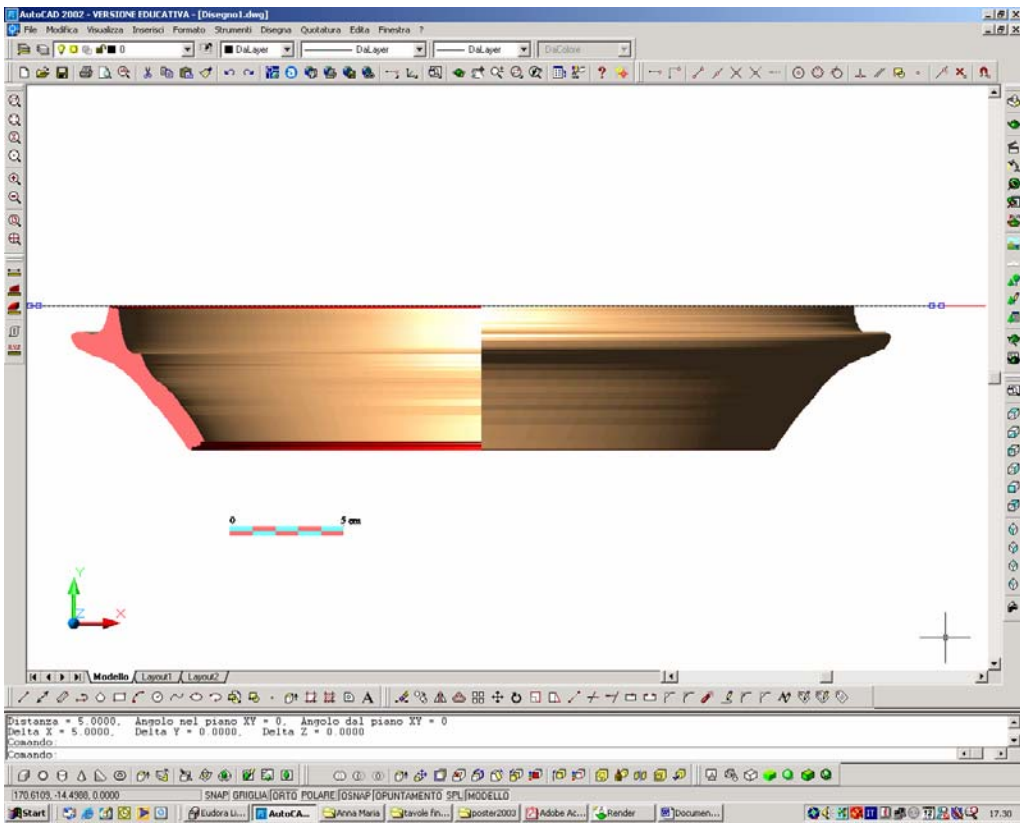 AutoCAD 2002 - VERSIONE EDUCATIVA - [Disegno1.dwg]
File Modifica Visualizza Inserisci Formato Strumenti Disegna Quotatura Edita Finestra ?
0 DaLayer DaLayer DaLayer DaColore
0 5 cm
Y
X
Z
Modello Layout1 Layout2
Distanza = 5.0000, Angolo nel piano XY = 0, Angolo dal piano XY = 0
Delta X = 5.0000, Delta Y = 0.0000, Delta Z = 0.0000
Comando:
Comando:
170.6109, -14.4988, 0.0000 SNAP GRIGLIA ORTO POLARE OSNAP OPUNTAMENTO SPL MODELLO
Start Eudora Li... AutoCA... Anna Maria tavole fin... poster2003 Adobe Ac... Render Documen... 17.30